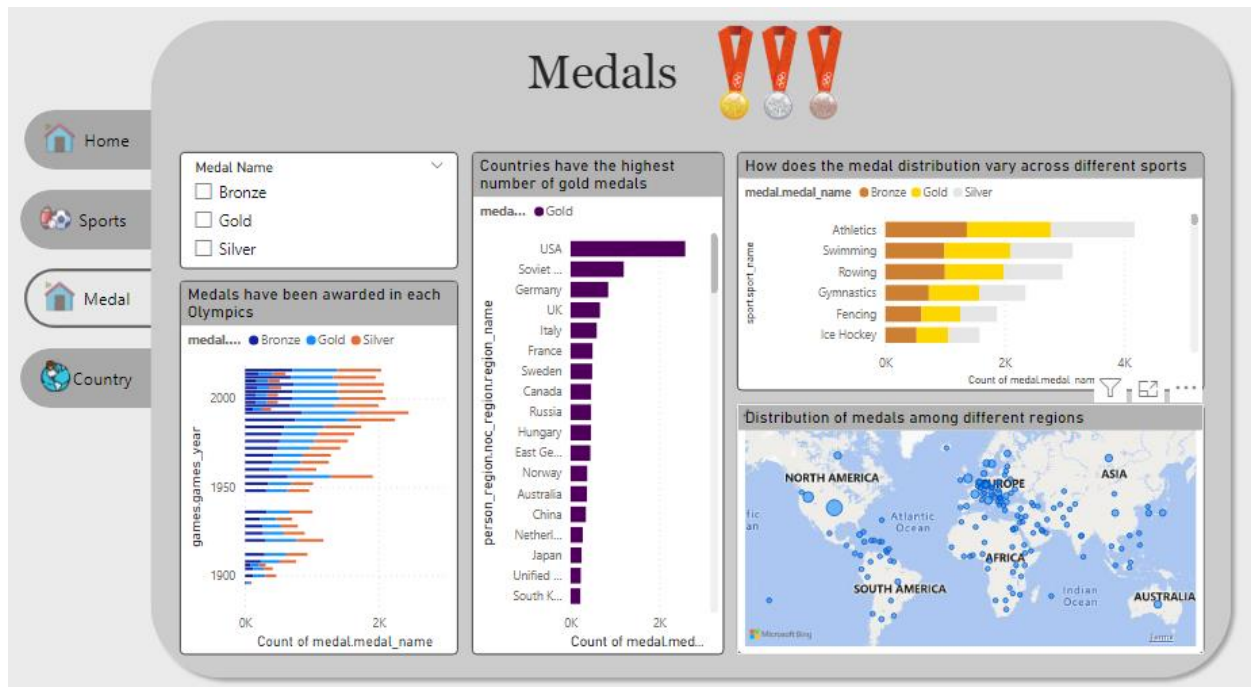 Medals
Home
Sports
Medal
Country
Medal Name
Bronze
Gold
Silver
Medals have been awarded in each
Olympics
medal.... Bronze Gold Silver
games.games_year
2000
1950
1900
0K 2K
Count of medal.medal_name
Countries have the highest
number of gold medals
meda... Gold
person_region.noc_region.region_name
USA
Soviet ...
Germany
UK
Italy
France
Sweden
Canada
Russia
Hungary
East Ge...
Norway
Australia
China
Netherl...
Japan
Unified ...
South K...
0K 2K
Count of medal.med...
How does the medal distribution vary across different sports
medal.medal_name Bronze Gold Silver
sport.sport_name
Athletics
Swimming
Rowing
Gymnastics
Fencing
Ice Hockey
0K 2K 4K
Count of medal.medal_nam
Distribution of medals among different regions
NORTH AMERICA
EUROPE
ASIA
fic
an
Atlantic
Ocean
AFRICA
SOUTH AMERICA
Indian
Ocean
AUSTRALIA
Microsoft Bing
Terms